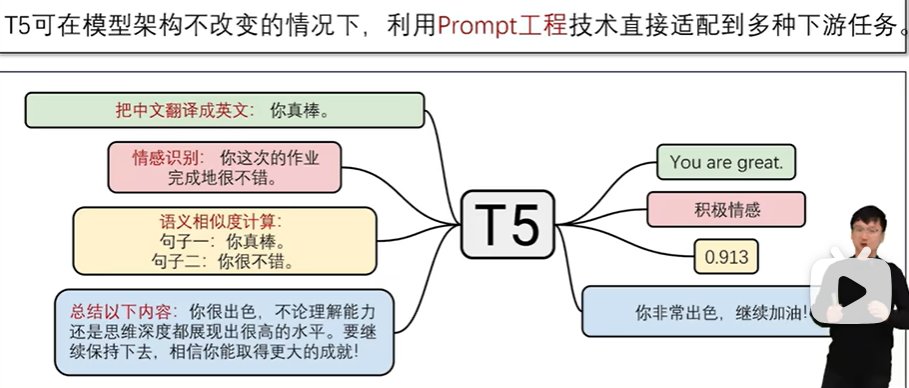 T5可在模型架构不改变的情况下，利用Prompt工程技术直接适配到多种下游任务。
把中文翻译成英文： 你真棒。
情感识别： 你这次的作业
完成地很不错。
语义相似度计算：
句子一：你真棒。
句子二：你很不错。
总结以下内容：你很出色，不论理解能力
还是思维深度都展现出很高的水平。要继
续保持下去，相信你能取得更大的成就！
T5
You are great.
积极情感
0.913
你非常出色，继续加油!